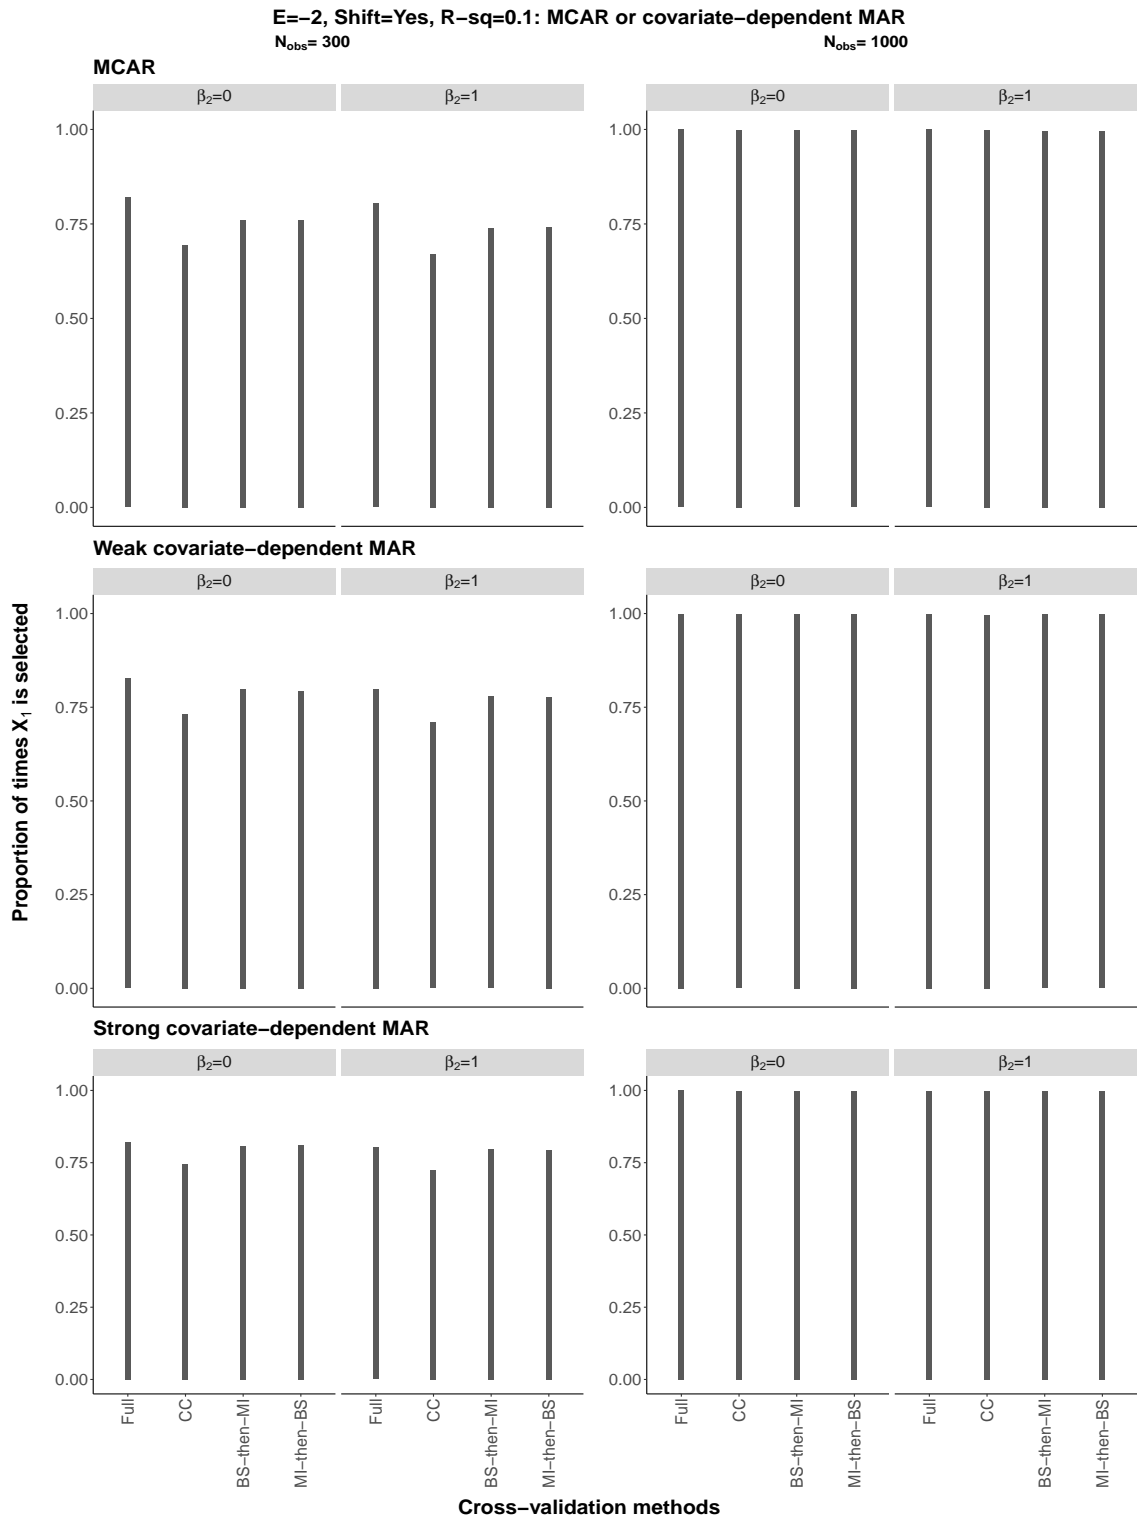 E=−2, Shift=Yes, R−sq=0.1: MCAR or covariate−dependent MAR
N_obs= 300 N_obs= 1000
MCAR
β₂=0 β₂=1 β₂=0 β₂=1
1.00 1.00
0.75 0.75
0.50 0.50
0.25 0.25
0.00 0.00
Weak covariate−dependent MAR
β₂=0 β₂=1 β₂=0 β₂=1
1.00 1.00
0.75 0.75
0.50 0.50
0.25 0.25
0.00 0.00
Strong covariate−dependent MAR
β₂=0 β₂=1 β₂=0 β₂=1
1.00 1.00
0.75 0.75
0.50 0.50
0.25 0.25
0.00 0.00
Full CC BS−then−MI MI−then−BS Full CC BS−then−MI MI−then−BS Full CC BS−then−MI MI−then−BS Full CC BS−then−MI MI−then−BS
Proportion of times X₁ is selected
Cross−validation methods